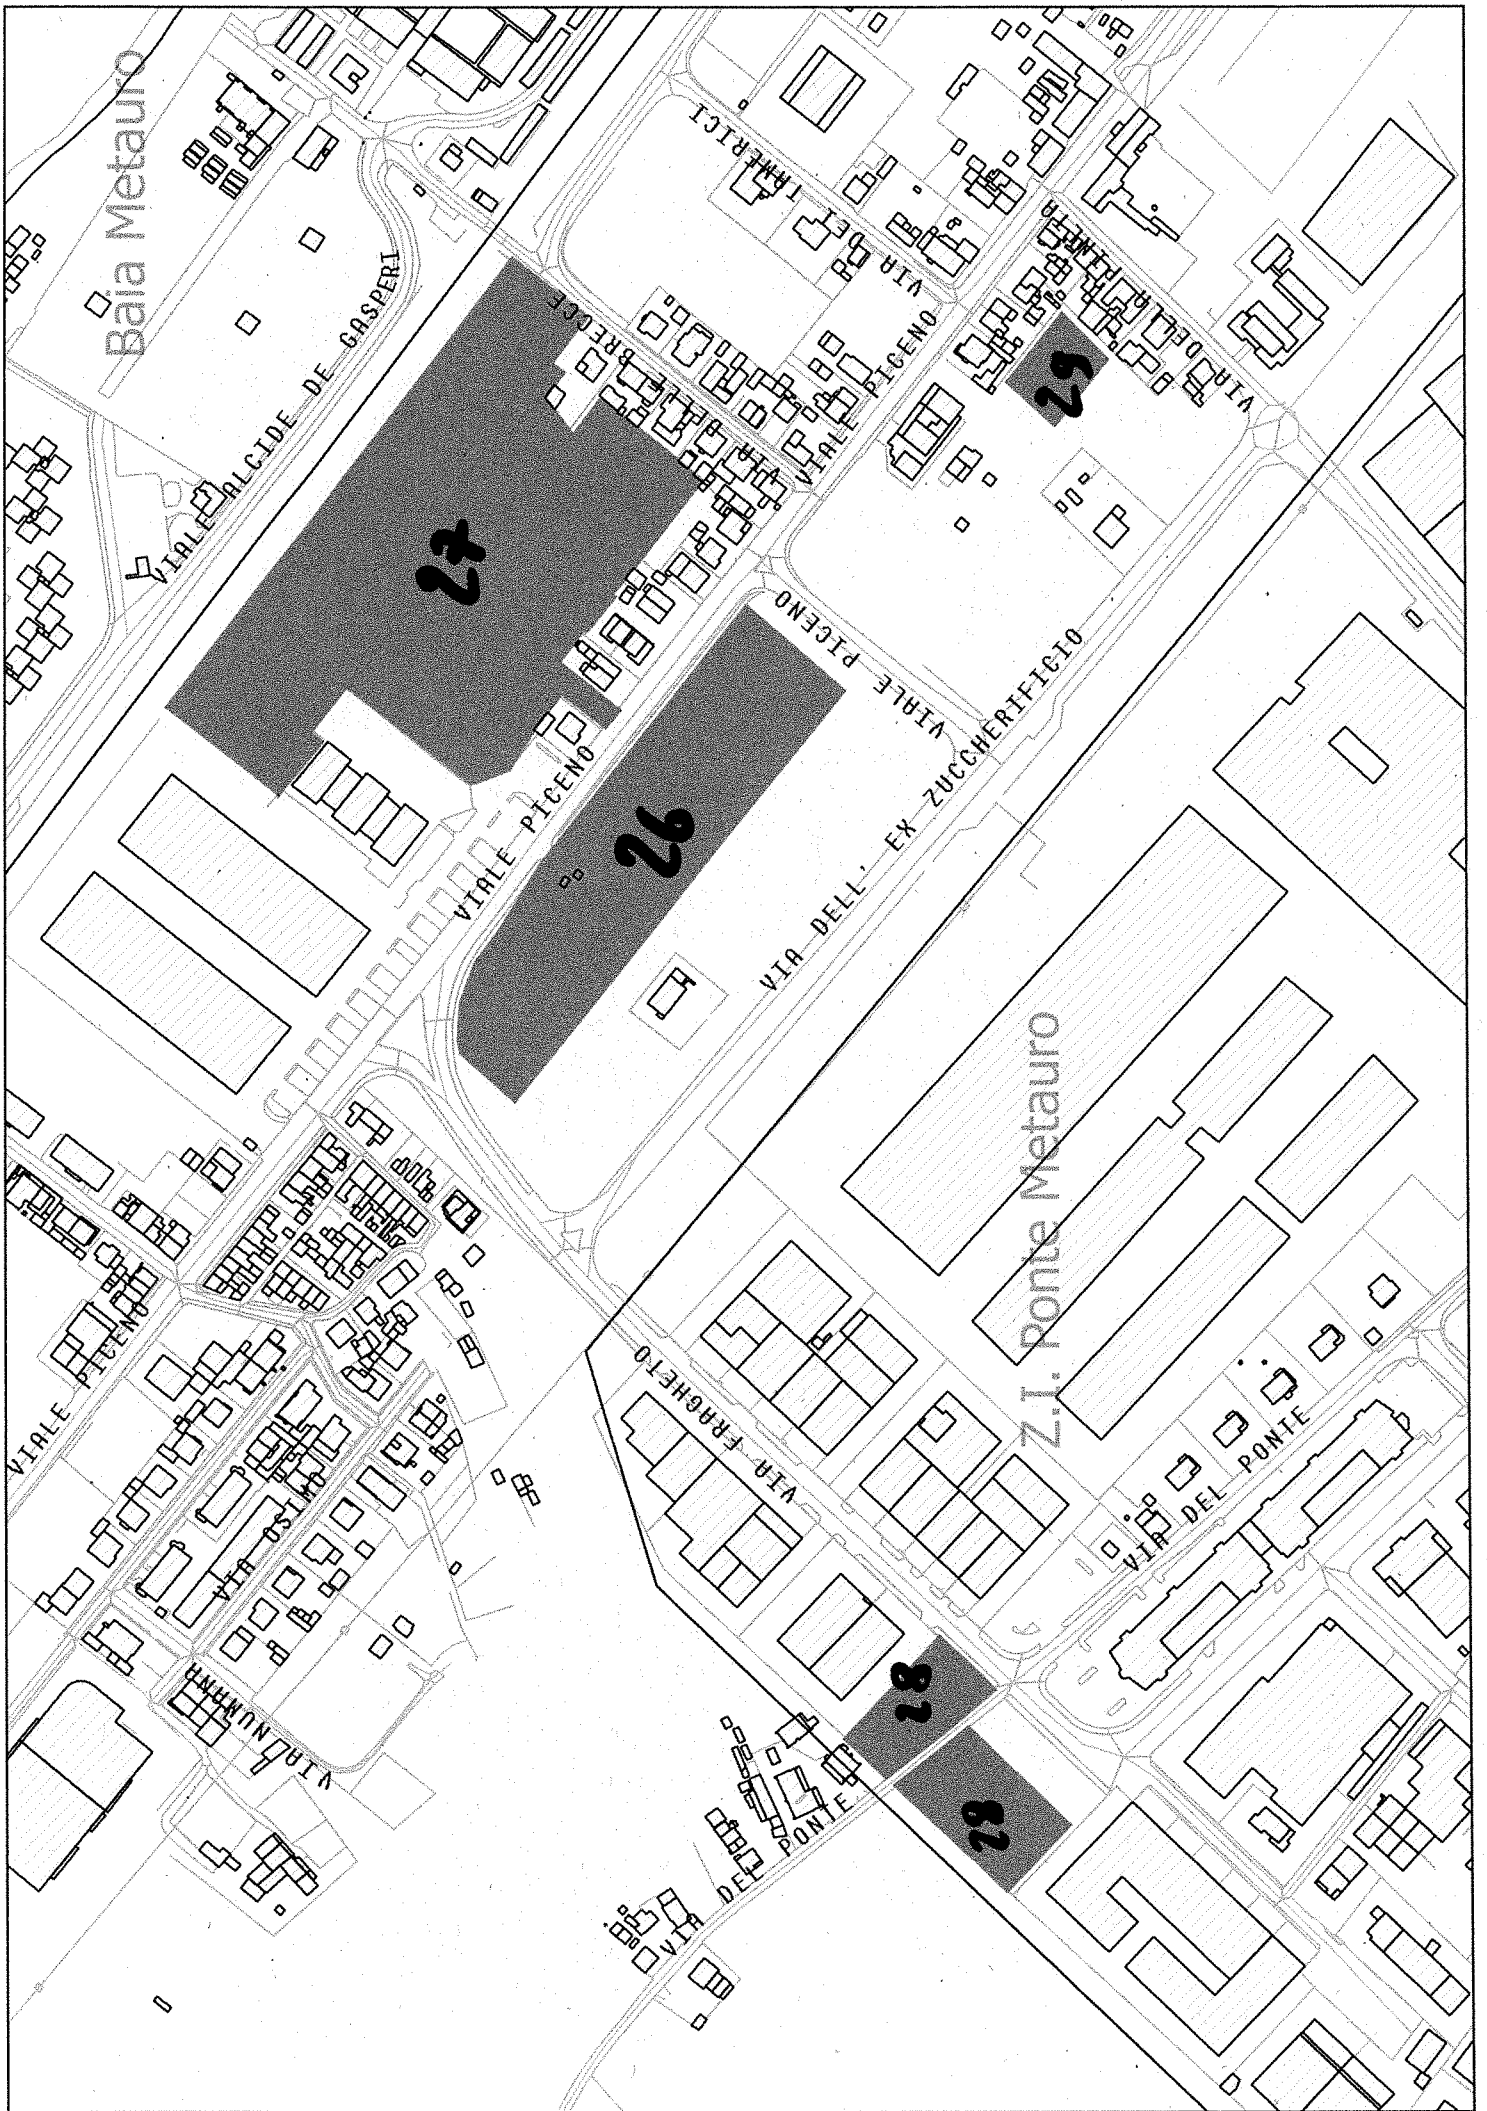 Baia Metauro
VIA DEI TAMERICI
VIALE ALCIDE DE GASPERI
VIA DELLE BRECCE
VIA DELLA PINETA
VIALE PICENO
29
27
VIALE PICENO
VIA DELL' EX ZUCCHERIFICIO
VIALE PICENO
26
Z.I. Ponte Metauro
VIALE PICENO
VIA FRAGHETO
VIA OSIMO
VIA DEL PONTE
VIA NUMANA
28
28
VIA DEL PONTE